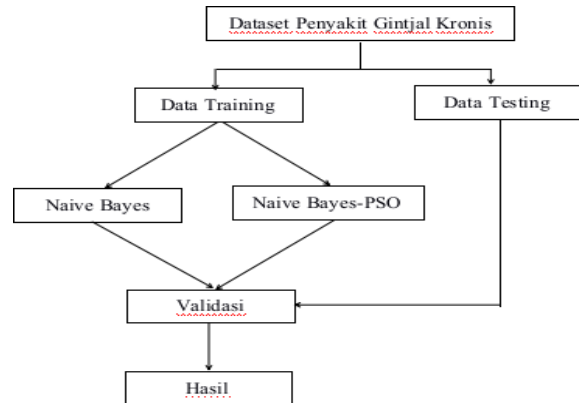 Dataset Penyakit Gintjal Kronis
Data Training
Data Testing
Naive Bayes
Naive Bayes-PSO
Validasi
Hasil